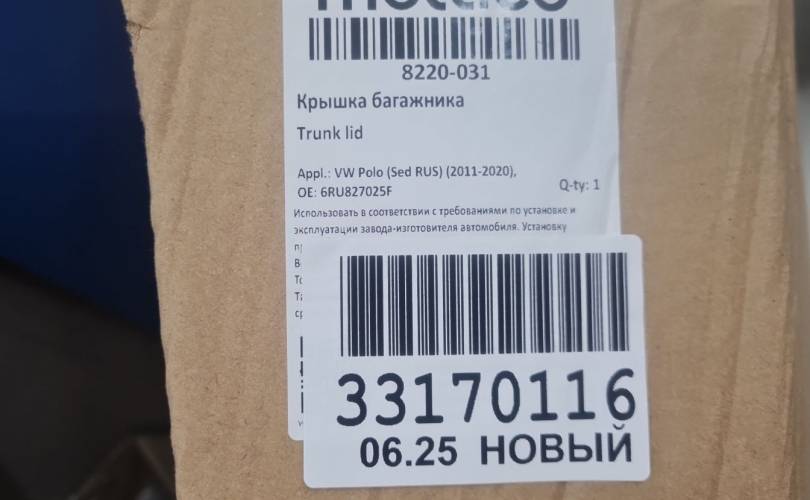 8220-031
Крышка багажника
Trunk lid
Appl.: VW Polo (Sed RUS) (2011-2020),
OE: 6RU827025F
Q-ty: 1
Использовать в соответствии с требованиями по установке и
эксплуатации завода-изготовителя автомобиля. Установку
33170116
06.25 НОВЫЙ